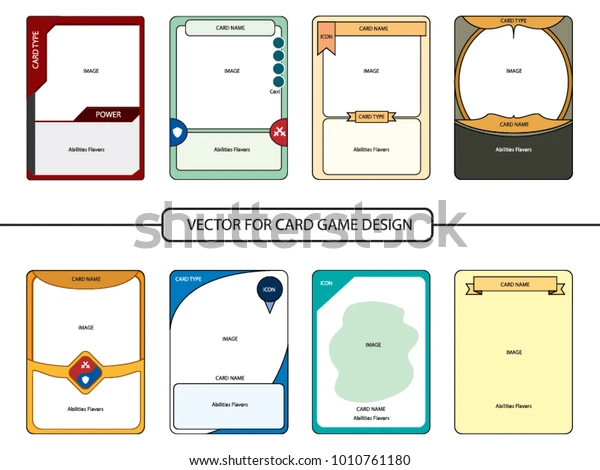 CARD TYPE
IMAGE
POWER
Abilities Flavors
CARD NAME
IMAGE
Cost
Abilities Flavors
ICON
CARD NAME
IMAGE
CARD TYPE
Abilities Flavors
CARD TYPE
IMAGE
CARD NAME
Abilities Flavors
VECTOR FOR CARD GAME DESIGN
shutterstock
CARD NAME
IMAGE
Abilities Flavors
CARD TYPE
ICON
IMAGE
CARD NAME
Abilities Flavors
ICON
IMAGE
CARD NAME
Abilities Flavors
CARD NAME
IMAGE
Abilities Flavors
shutterstock.com · 1010761180